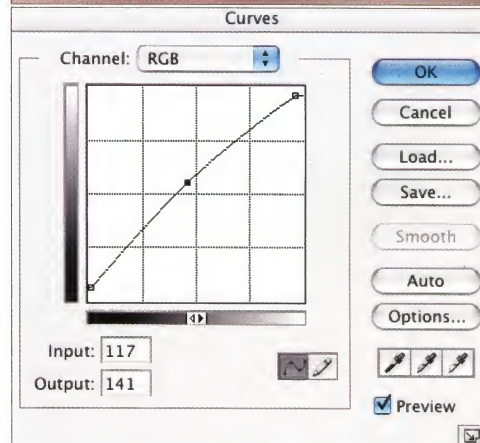 Curves
Channel: RGB
OK
Cancel
Load...
Save...
Smooth
Auto
Options...
Input: 117
Output: 141
Preview